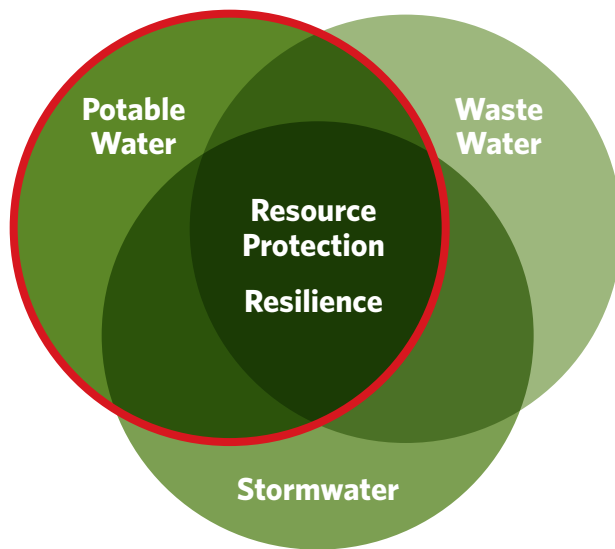 Potable
Water
Waste
Water
Resource
Protection
Resilience
Stormwater